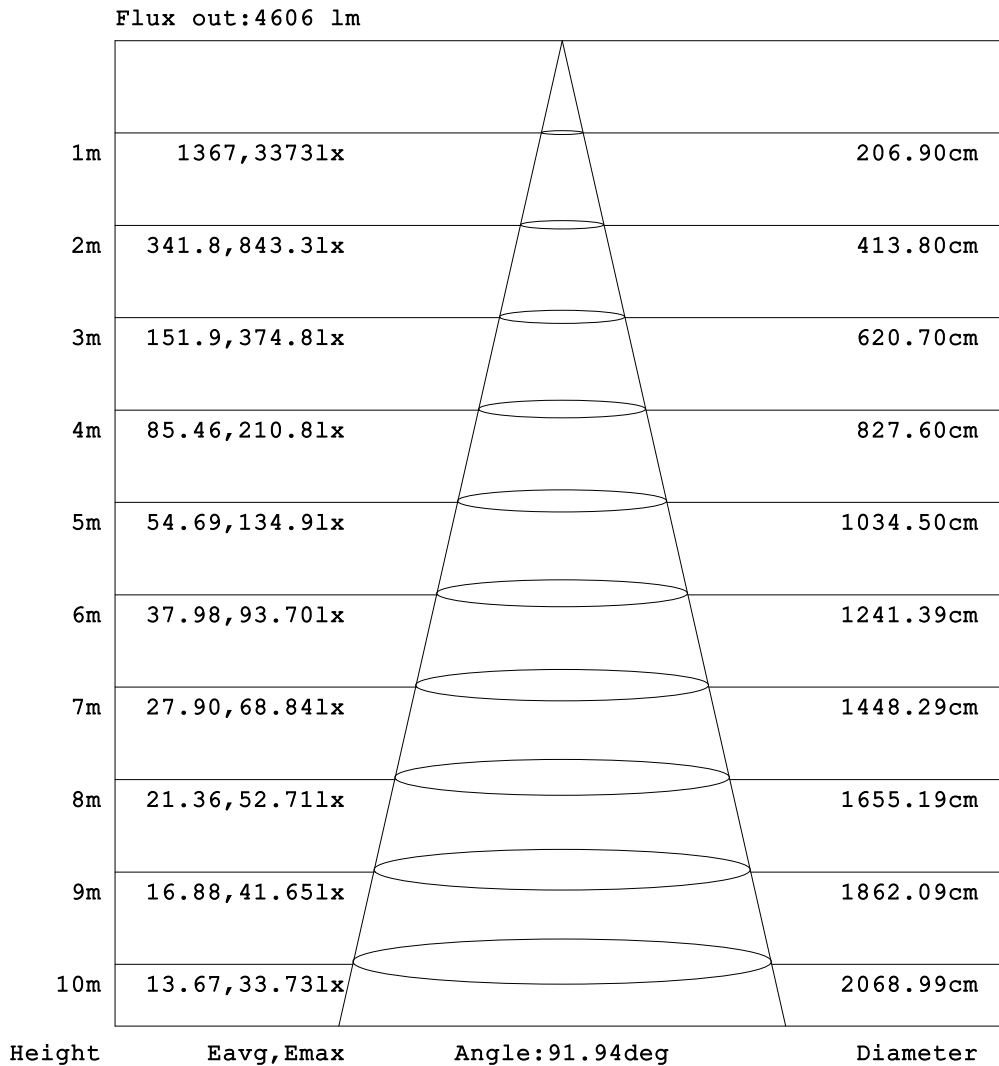 Flux out:4606 lm
1m 1367,3373lx 206.90cm
2m 341.8,843.3lx 413.80cm
3m 151.9,374.8lx 620.70cm
4m 85.46,210.8lx 827.60cm
5m 54.69,134.9lx 1034.50cm
6m 37.98,93.70lx 1241.39cm
7m 27.90,68.84lx 1448.29cm
8m 21.36,52.71lx 1655.19cm
9m 16.88,41.65lx 1862.09cm
10m 13.67,33.73lx 2068.99cm
Height Eavg,Emax Angle:91.94deg Diameter